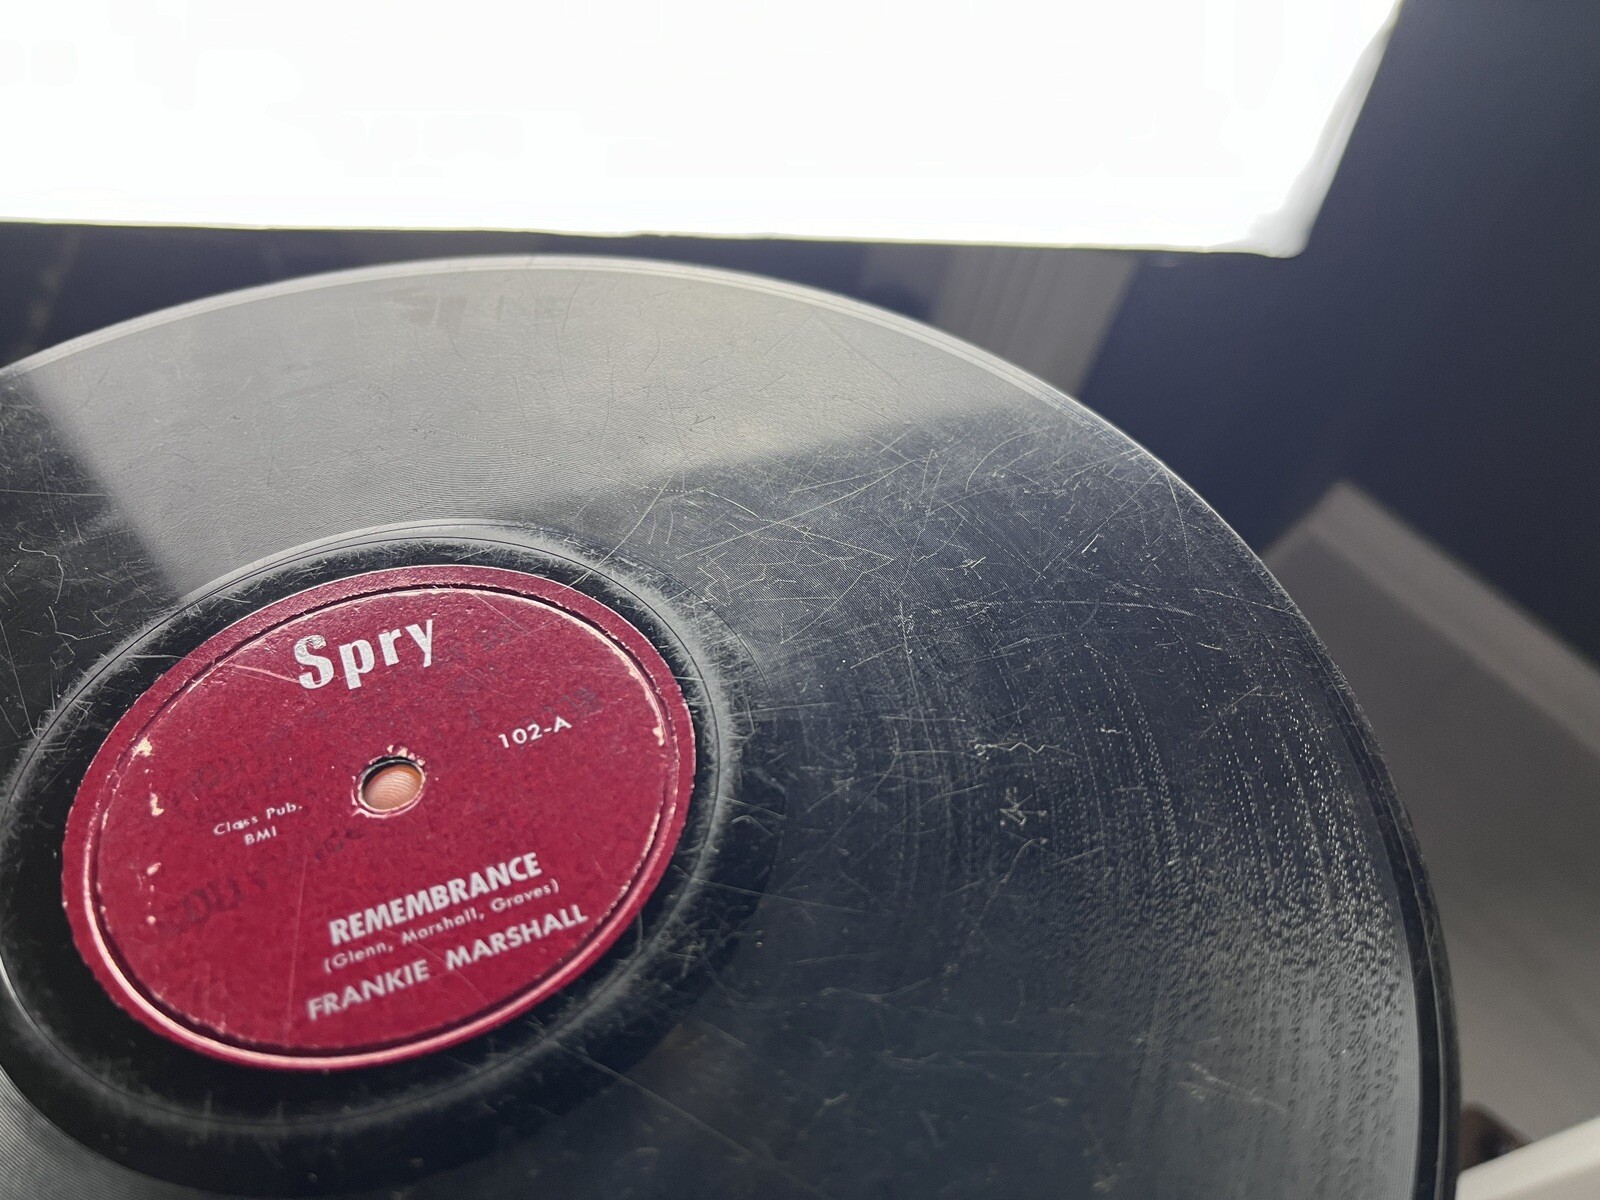 Spry
102-A
Class Pub.
BMI
REMEMBRANCE
(Glenn, Marshall, Graves)
FRANKIE MARSHALL